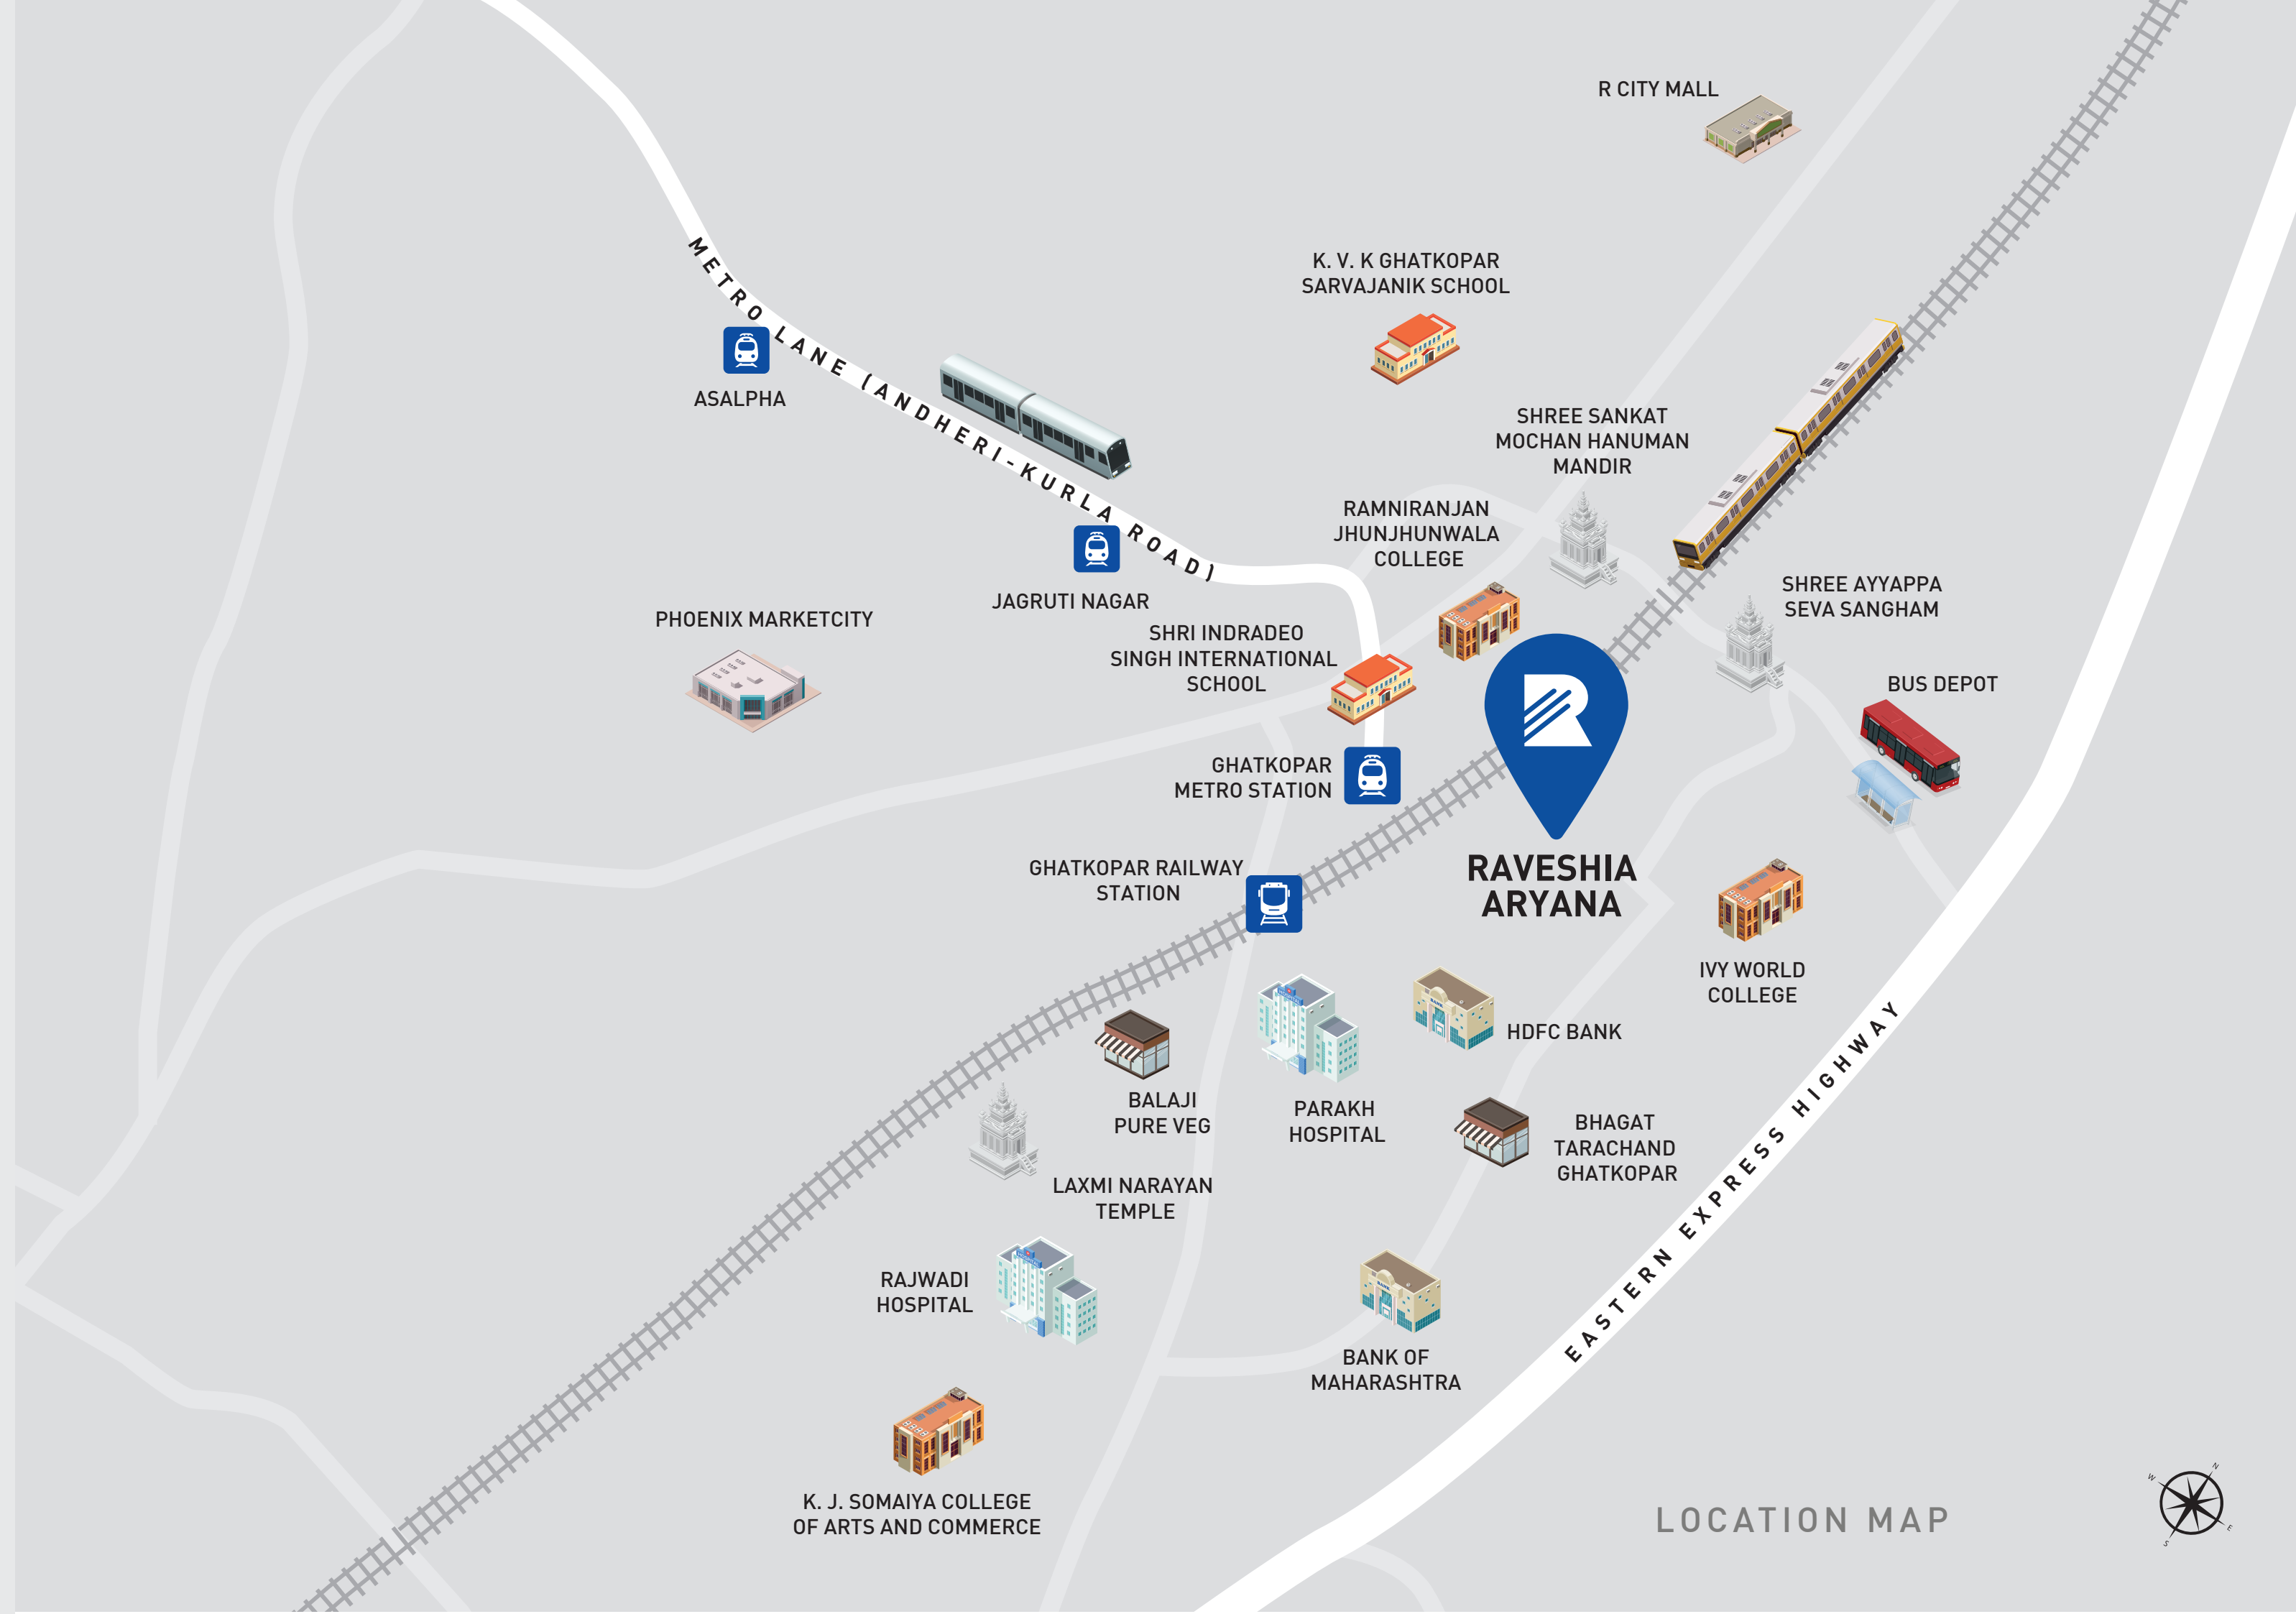 R CITY MALL
K. V. K GHATKOPAR
SARVAJANIK SCHOOL
METRO LANE (ANDHERI-KURLA ROAD)
ASALPHA
SHREE SANKAT
MOCHAN HANUMAN
MANDIR
RAMNIRANJAN
JHUNJHUNWALA
COLLEGE
JAGRUTI NAGAR
SHREE AYYAPPA
SEVA SANGHAM
PHOENIX MARKETCITY
SHRI INDRADEO
SINGH INTERNATIONAL
SCHOOL
BUS DEPOT
R
GHATKOPAR
METRO STATION
GHATKOPAR RAILWAY
STATION
RAVESHIA
ARYANA
IVY WORLD
COLLEGE
BANK
HDFC BANK
BALAJI
PURE VEG
PARAKH
HOSPITAL
BHAGAT
TARACHAND
GHATKOPAR
EASTERN EXPRESS HIGHWAY
LAXMI NARAYAN
TEMPLE
RAJWADI
HOSPITAL
BANK
BANK OF
MAHARASHTRA
K. J. SOMAIYA COLLEGE
OF ARTS AND COMMERCE
LOCATION MAP
N
W
E
S